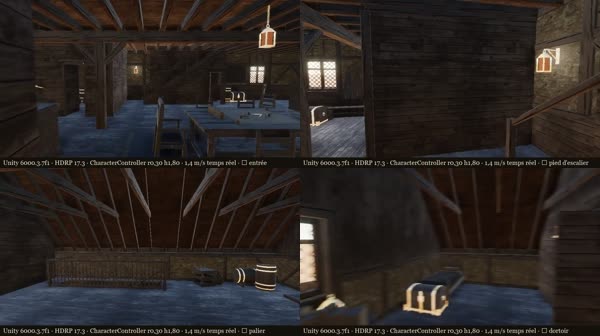 Unity 6000.3.7f1 · HDRP 17.3 · CharacterController r0,30 h1,80 · 1,4 m/s temps réel · ☐ entrée
Unity 6000.3.7f1 · HDRP 17.3 · CharacterController r0,30 h1,80 · 1,4 m/s temps réel · ☐ pied d'escalier
Unity 6000.3.7f1 · HDRP 17.3 · CharacterController r0,30 h1,80 · 1,4 m/s temps réel · ☐ palier
Unity 6000.3.7f1 · HDRP 17.3 · CharacterController r0,30 h1,80 · 1,4 m/s temps réel · ☐ dortoir